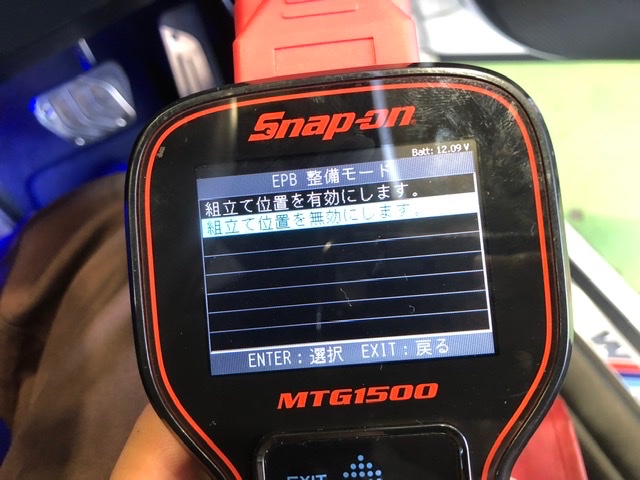 Snap-on
Batt: 12.09 V
EPB 整備モード
組立て位置を有効にします。
組立て位置を無効にします。
ENTER：選択 EXIT：戻る
MTG1500
EXIT
M